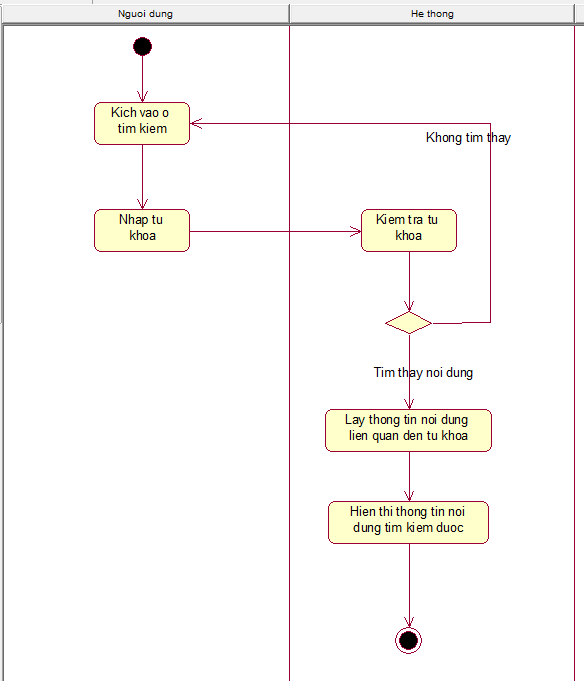 Nguoi dung
He thong
Kich vao o
tim kiem
Khong tim thay
Nhap tu
khoa
Kiem tra tu
khoa
Tim thay noi dung
Lay thong tin noi dung
lien quan den tu khoa
Hien thi thong tin noi
dung tim kiem duoc